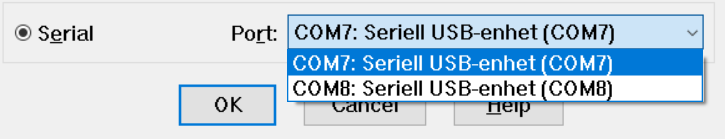 Serial Port: COM7: Seriell USB-enhet (COM7)
COM7: Seriell USB-enhet (COM7)
COM8: Seriell USB-enhet (COM8)
OK Cancel Help